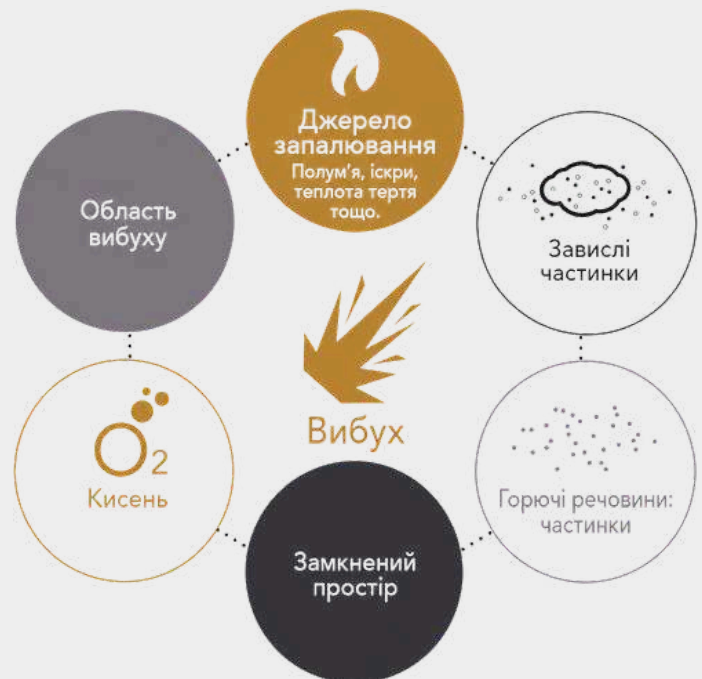 Джерело
запалювання
Полум’я, іскри,
теплота тертя
тощо.
Завислі
частинки
Горючі речовини:
частинки
Замкнений
простір
O2
Кисень
Область
вибуху
Вибух